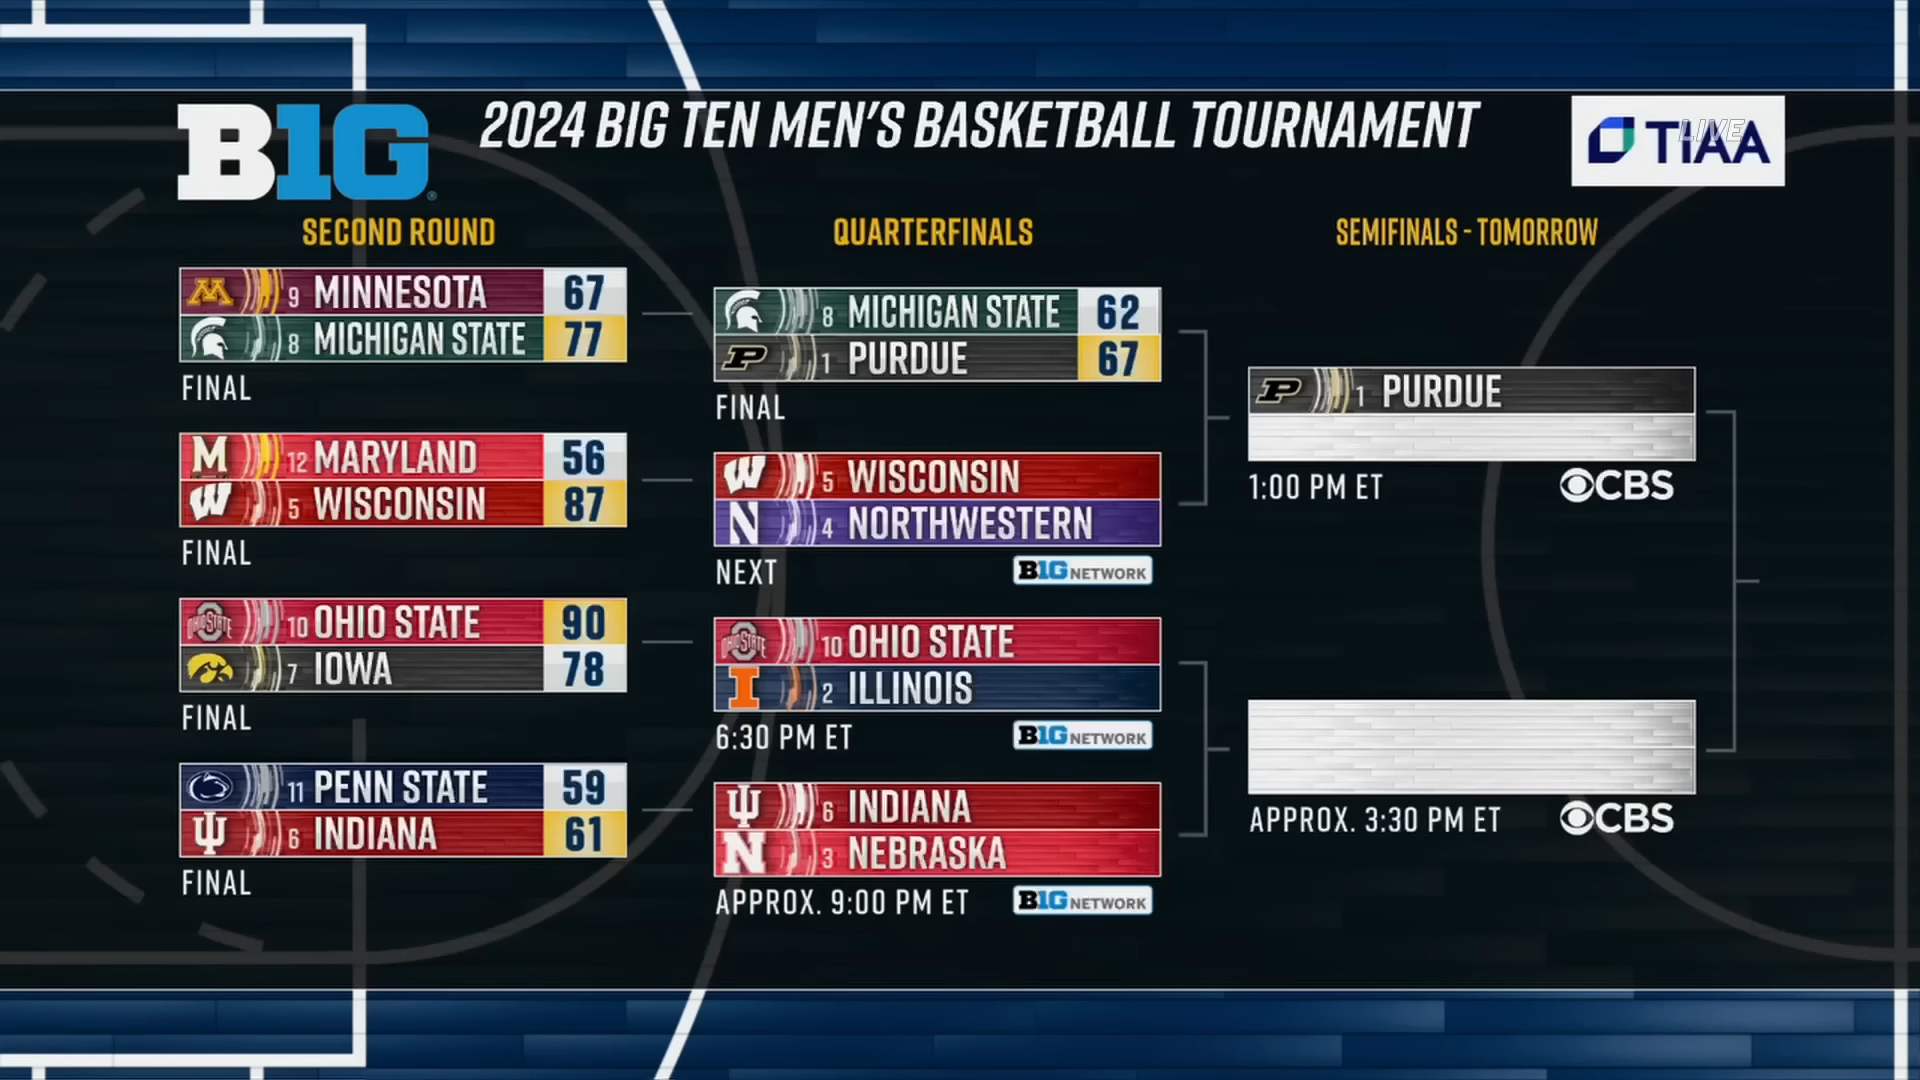 B1G
2024 BIG TEN MEN'S BASKETBALL TOURNAMENT
TIAA
LIVE
SECOND ROUND
9 MINNESOTA 67
8 MICHIGAN STATE 77
FINAL
M 12 MARYLAND 56
W 5 WISCONSIN 87
FINAL
OHIO STATE 10 OHIO STATE 90
7 IOWA 78
FINAL
11 PENN STATE 59
6 INDIANA 61
FINAL
QUARTERFINALS
8 MICHIGAN STATE 62
P 1 PURDUE 67
FINAL
W 5 WISCONSIN
N 4 NORTHWESTERN
NEXT B1G NETWORK
OHIO STATE 10 OHIO STATE
I 2 ILLINOIS
6:30 PM ET B1G NETWORK
6 INDIANA
N 3 NEBRASKA
APPROX. 9:00 PM ET B1G NETWORK
SEMIFINALS - TOMORROW
P 1 PURDUE
1:00 PM ET CBS
APPROX. 3:30 PM ET CBS